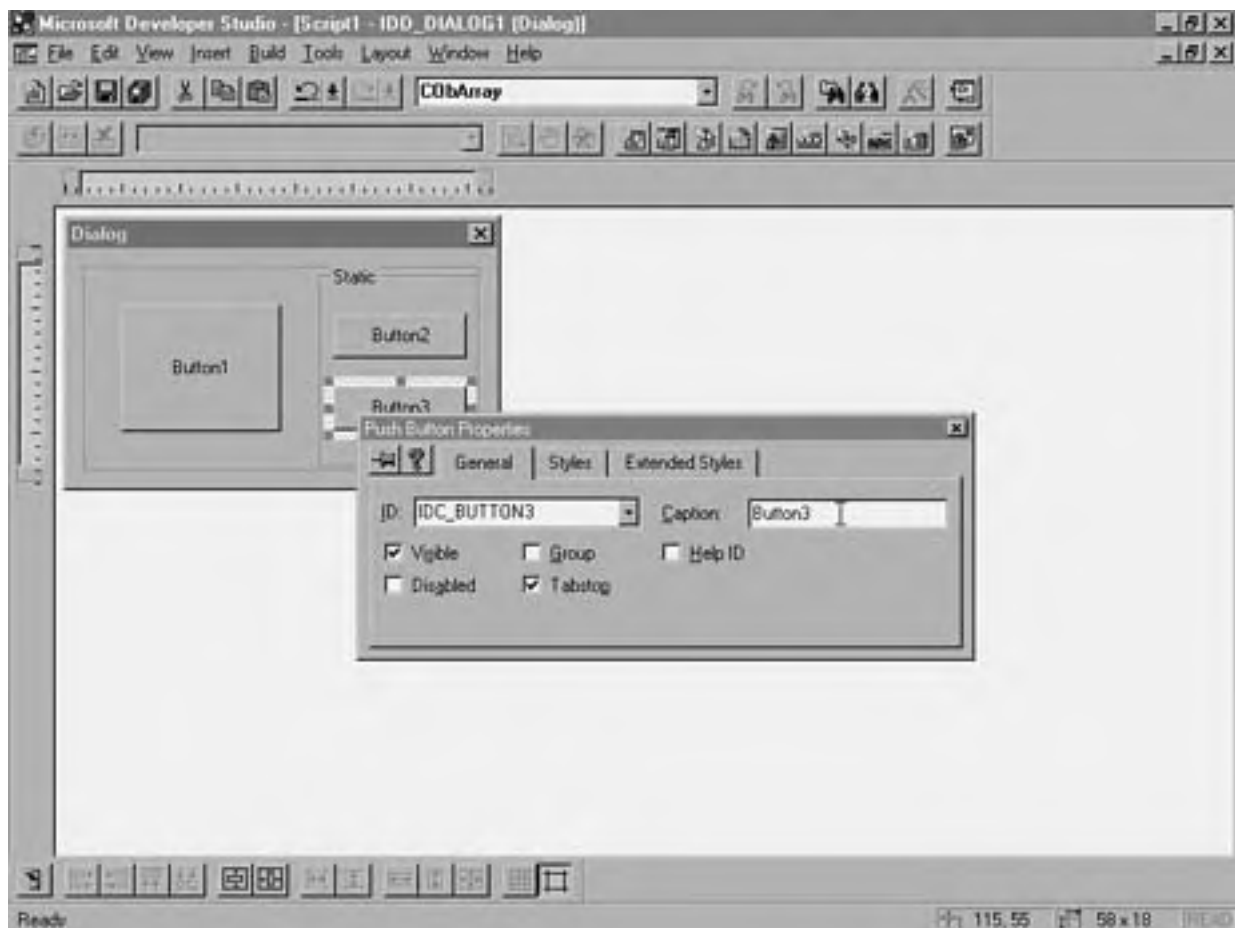 Microsoft Developer Studio - [Script1 - IDD_DIALOG1 (Dialog)]
File Edit View Insert Build Tools Layout Window Help
CObArray
Dialog
Static
Button1
Button2
Button3
Push Button Properties
General Styles Extended Styles
ID: IDC_BUTTON3 Caption: Button3
Visible Group Help ID
Disabled Tabstop
Ready 115, 55 58 x 18 READ